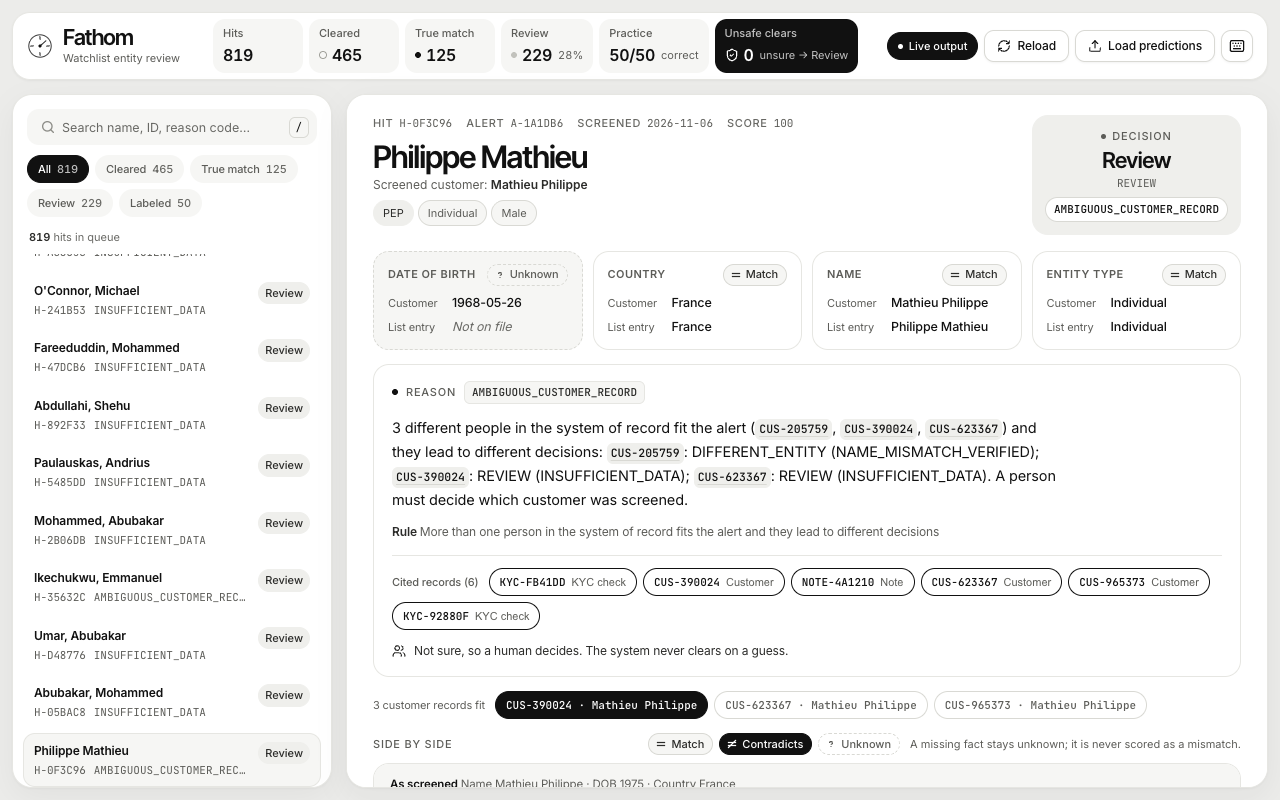 Fathom
Watchlist entity review
Hits
819
Cleared
465
True match
125
Review
229 28%
Practice
50/50 correct
Unsafe clears
0 unsure → Review
Live output
Reload
Load predictions
Search name, ID, reason code...
/
All 819
Cleared 465
True match 125
Review 229
Labeled 50
819 hits in queue
O'Connor, Michael
Review
H-241B53 INSUFFICIENT_DATA
Fareeduddin, Mohammed
Review
H-47DCB6 INSUFFICIENT_DATA
Abdullahi, Shehu
Review
H-892F33 INSUFFICIENT_DATA
Paulauskas, Andrius
Review
H-5485DD INSUFFICIENT_DATA
Mohammed, Abubakar
Review
H-2B06DB INSUFFICIENT_DATA
Ikechukwu, Emmanuel
Review
H-35632C AMBIGUOUS_CUSTOMER_REC…
Umar, Abubakar
Review
H-D48776 INSUFFICIENT_DATA
Abubakar, Mohammed
Review
H-05BAC8 INSUFFICIENT_DATA
Philippe Mathieu
Review
H-0F3C96 AMBIGUOUS_CUSTOMER_REC…
HIT H-0F3C96 ALERT A-1A1DB6 SCREENED 2026-11-06 SCORE 100
Philippe Mathieu
Screened customer: Mathieu Philippe
PEP Individual Male
DECISION
Review
REVIEW
AMBIGUOUS_CUSTOMER_RECORD
DATE OF BIRTH ? Unknown
Customer 1968-05-26
List entry Not on file
COUNTRY = Match
Customer France
List entry France
NAME = Match
Customer Mathieu Philippe
List entry Philippe Mathieu
ENTITY TYPE = Match
Customer Individual
List entry Individual
REASON AMBIGUOUS_CUSTOMER_RECORD
3 different people in the system of record fit the alert (CUS-205759, CUS-390024, CUS-623367) and
they lead to different decisions: CUS-205759: DIFFERENT_ENTITY (NAME_MISMATCH_VERIFIED);
CUS-390024: REVIEW (INSUFFICIENT_DATA); CUS-623367: REVIEW (INSUFFICIENT_DATA). A person
must decide which customer was screened.
Rule More than one person in the system of record fits the alert and they lead to different decisions
Cited records (6) KYC-FB41DD KYC check CUS-390024 Customer NOTE-4A1210 Note CUS-623367 Customer CUS-965373 Customer
KYC-92880F KYC check
Not sure, so a human decides. The system never clears on a guess.
3 customer records fit CUS-390024 · Mathieu Philippe CUS-623367 · Mathieu Philippe CUS-965373 · Mathieu Philippe
SIDE BY SIDE = Match ≠ Contradicts ? Unknown A missing fact stays unknown; it is never scored as a mismatch.
As screened Name Mathieu Philippe · DOB 1975 · Country France